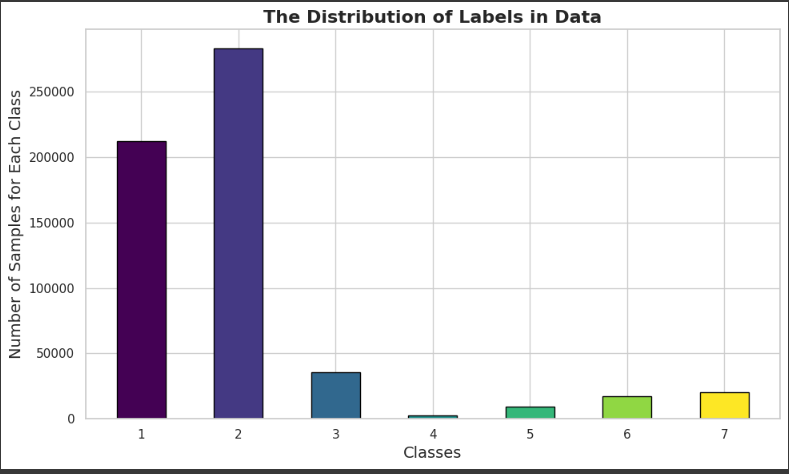 The Distribution of Labels in Data
Number of Samples for Each Class
250000
200000
150000
100000
50000
0
1 2 3 4 5 6 7
Classes